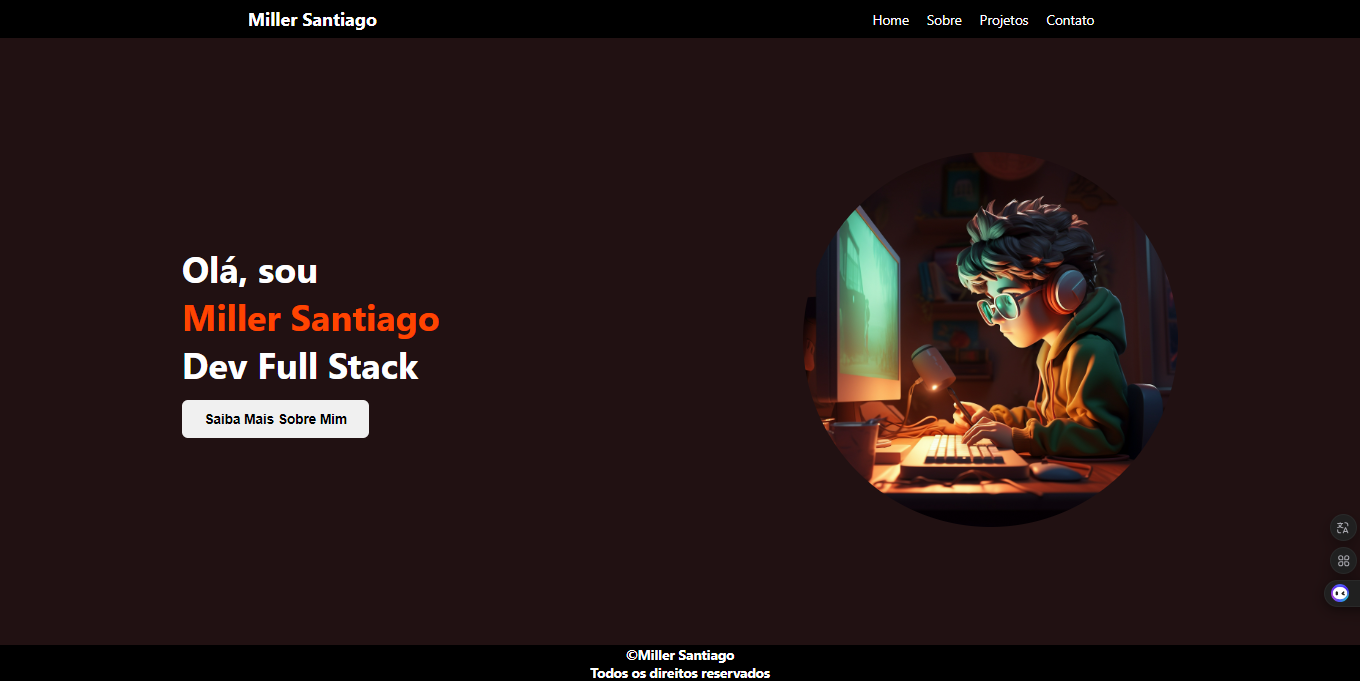 Miller Santiago
Home Sobre Projetos Contato
Olá, sou
Miller Santiago
Dev Full Stack
Saiba Mais Sobre Mim
©Miller Santiago
Todos os direitos reservados